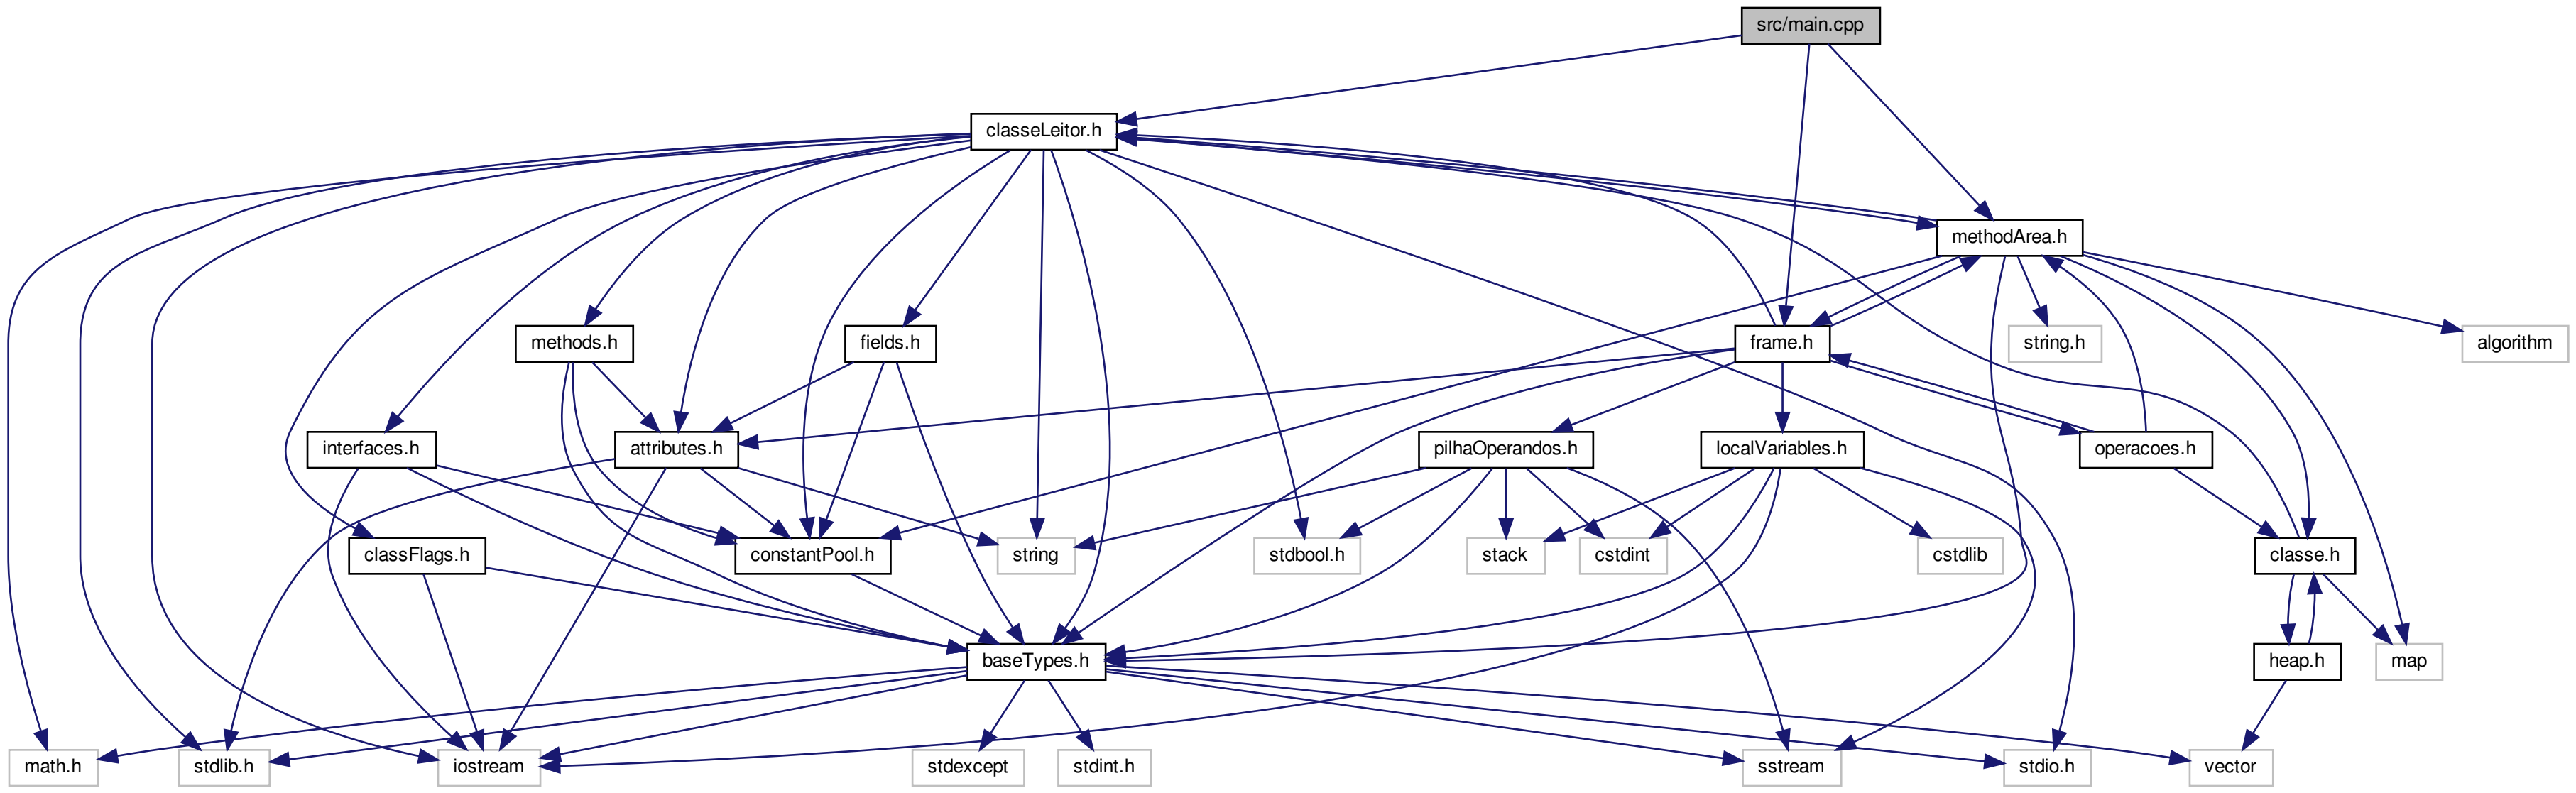 src/main.cpp
classeLeitor.h
methodArea.h
methods.h
fields.h
frame.h
string.h
algorithm
interfaces.h
attributes.h
pilhaOperandos.h
localVariables.h
operacoes.h
classFlags.h
constantPool.h
string
stdbool.h
stack
cstdint
cstdlib
classe.h
baseTypes.h
heap.h
map
math.h
stdlib.h
iostream
stdexcept
stdint.h
sstream
stdio.h
vector